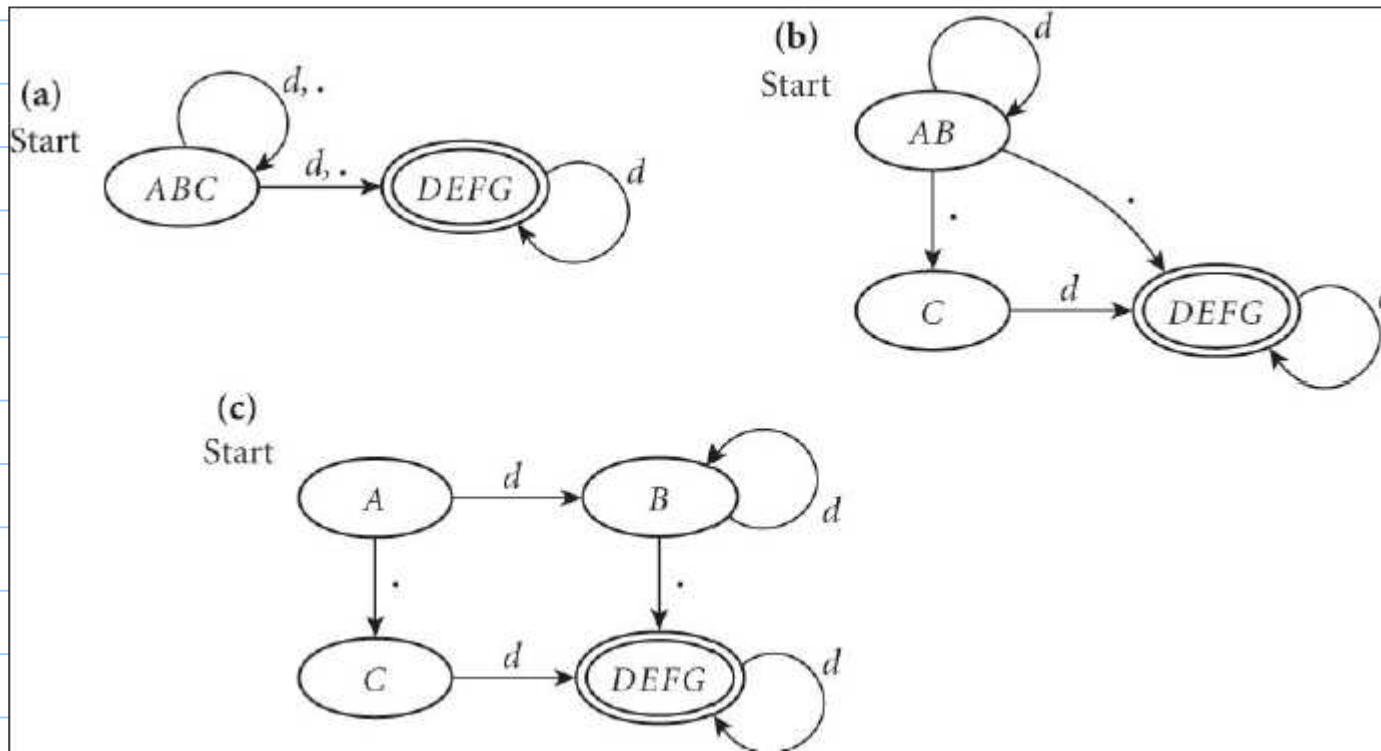 (a)
Start
d, .
ABC
d, .
DEFG
d
(b)
Start
d
AB
.
.
C
d
DEFG
(c)
Start
A
d
B
d
.
.
C
d
DEFG
d